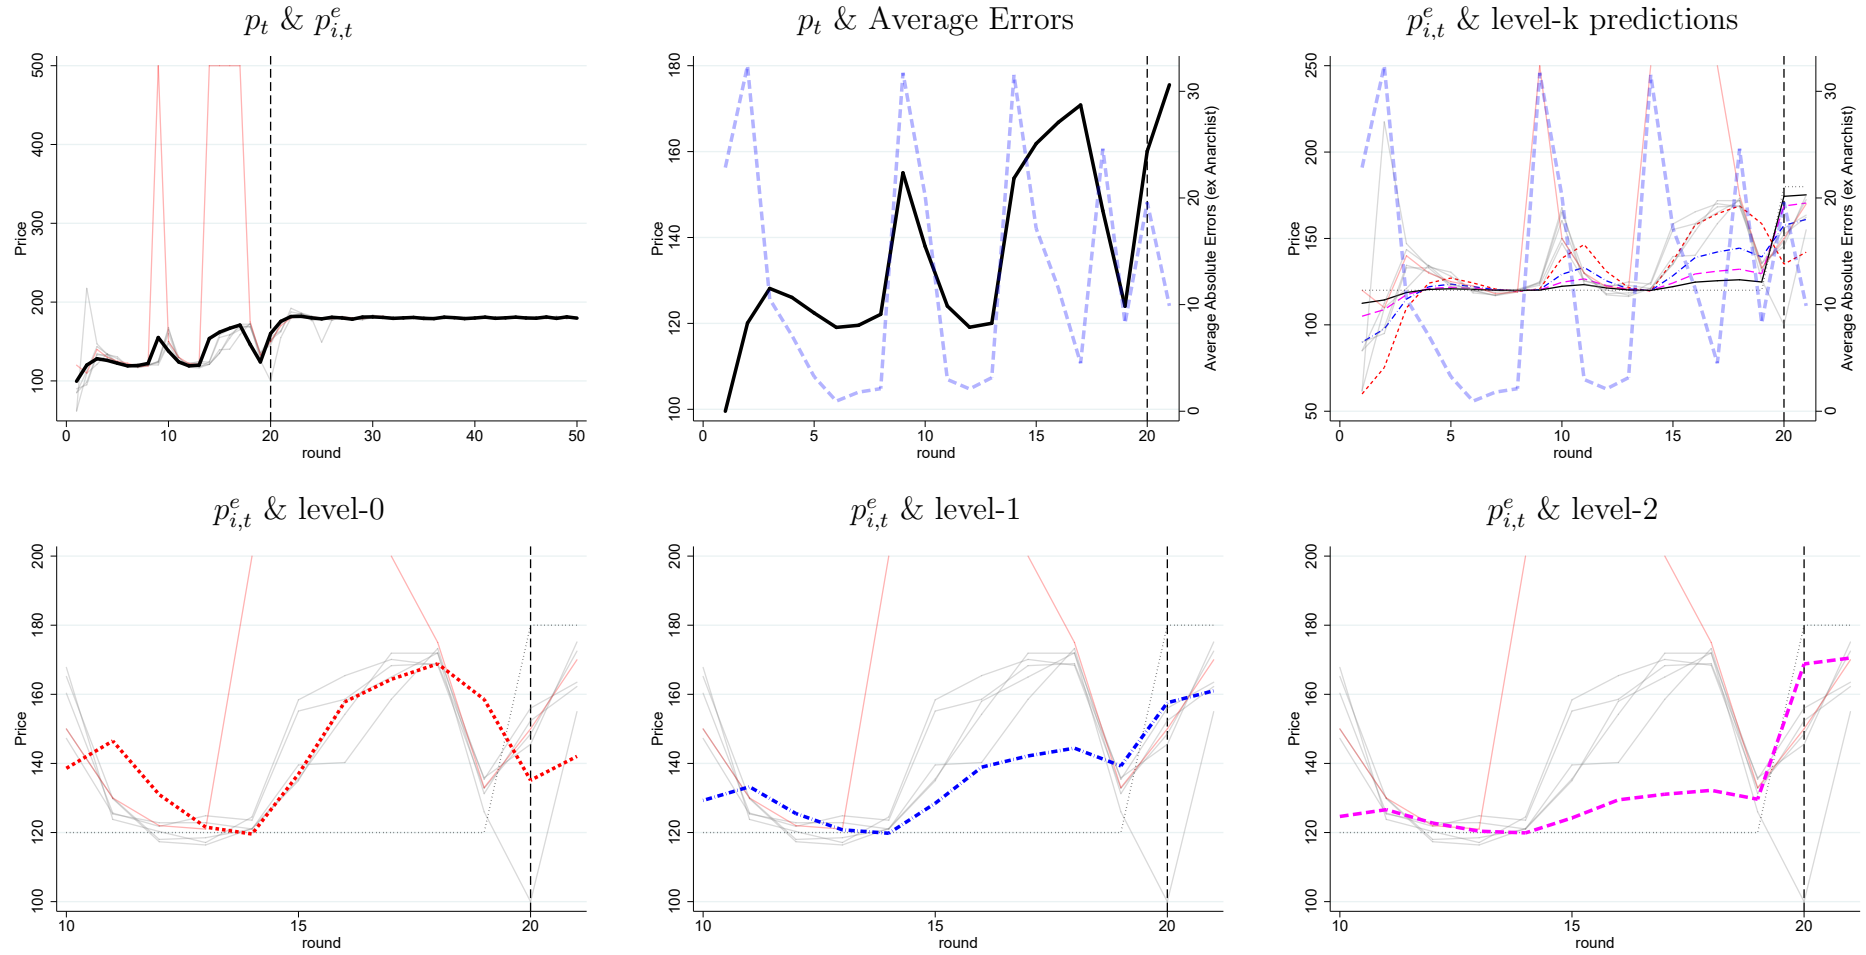 p_t & p^e_{i,t}
Price
500
400
300
200
100
0 10 20 30 40 50
round
p_t & Average Errors
Price
180
160
140
120
100
30
20
10
0
Average Absolute Errors (ex Anarchist)
0 5 10 15 20
round
p^e_{i,t} & level-k predictions
Price
250
200
150
100
50
30
20
10
0
Average Absolute Errors (ex Anarchist)
0 5 10 15 20
round
p^e_{i,t} & level-0
Price
200
180
160
140
120
100
10 15 20
round
p^e_{i,t} & level-1
Price
200
180
160
140
120
100
10 15 20
round
p^e_{i,t} & level-2
Price
200
180
160
140
120
100
10 15 20
round